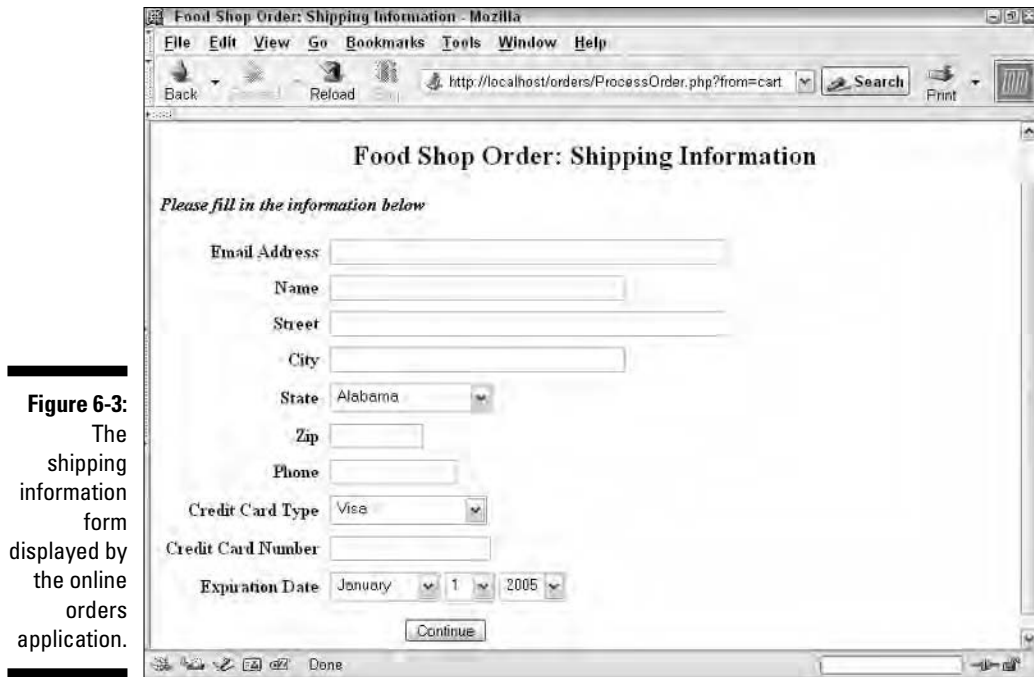 Food Shop Order: Shipping Information - Mozilla
File Edit View Go Bookmarks Tools Window Help
Back Reload http://localhost/orders/ProcessOrder.php?from=cart Search Print
Food Shop Order: Shipping Information
Please fill in the information below
Email Address
Name
Street
City
State Alabama
Zip
Phone
Credit Card Type Visa
Credit Card Number
Expiration Date January 1 2005
Continue
Done
Figure 6-3:
The
shipping
information
form
displayed by
the online
orders
application.